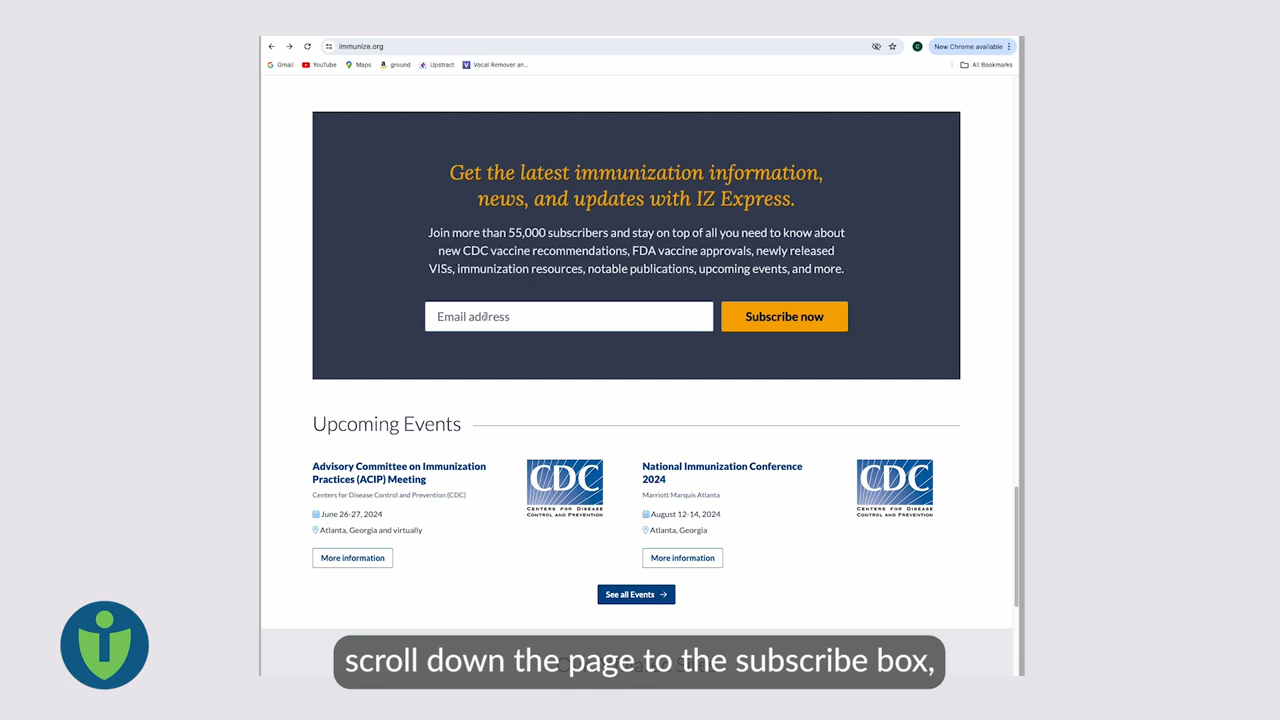 immunize.org
New Chrome available
Gmail
YouTube
Maps
ground
Upstract
Vocal Remover an...
All Bookmarks
Get the latest immunization information,
news, and updates with IZ Express.
Join more than 55,000 subscribers and stay on top of all you need to know about
new CDC vaccine recommendations, FDA vaccine approvals, newly released
VISs, immunization resources, notable publications, upcoming events, and more.
Email address
Subscribe now
Upcoming Events
Advisory Committee on Immunization
Practices (ACIP) Meeting
Centers for Disease Control and Prevention (CDC)
June 26-27, 2024
Atlanta, Georgia and virtually
More information
CDC
CENTERS FOR DISEASE
CONTROL AND PREVENTION
National Immunization Conference
2024
Marriott Marquis Atlanta
August 12-14, 2024
Atlanta, Georgia
More information
CDC
CENTERS FOR DISEASE
CONTROL AND PREVENTION
See all Events
scroll down the page to the subscribe box,